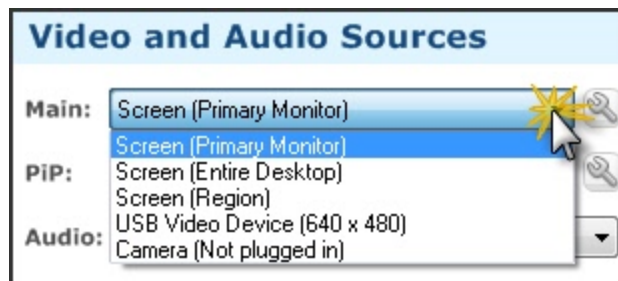 Video and Audio Sources
Main: Screen (Primary Monitor)
Screen (Primary Monitor)
PiP: Screen (Entire Desktop)
Screen (Region)
Audio: USB Video Device (640 x 480)
Camera (Not plugged in)